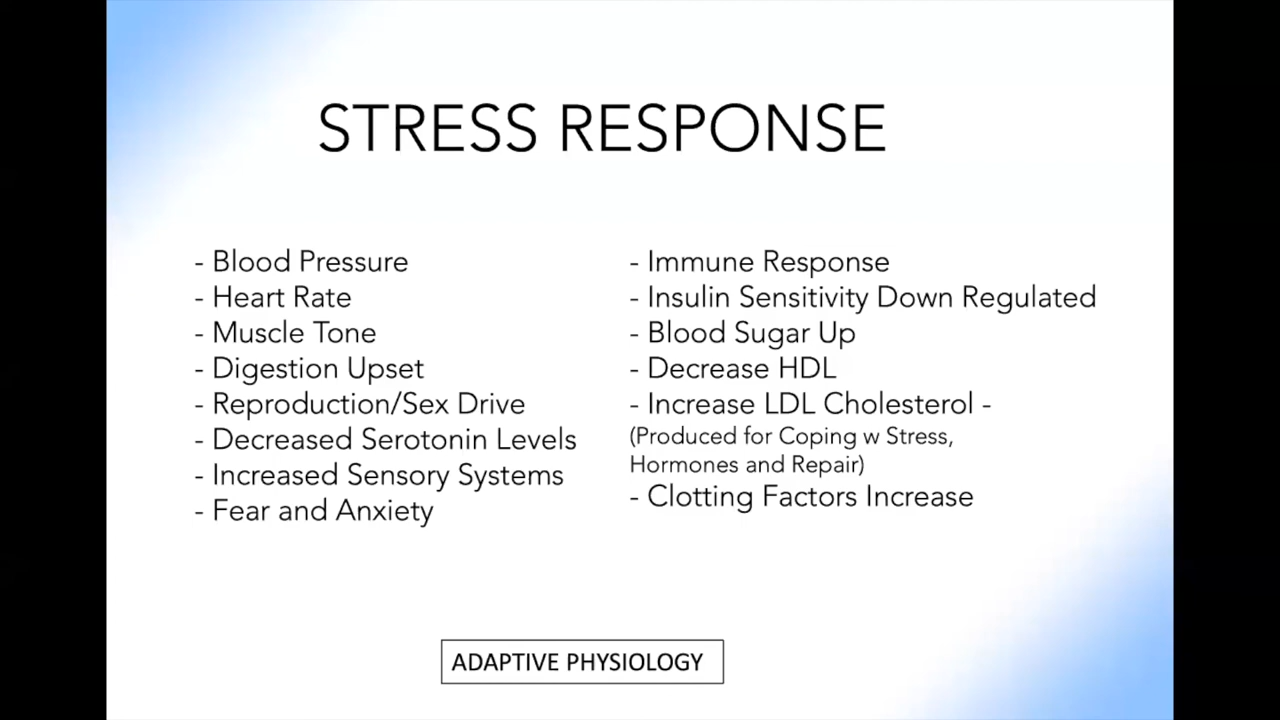 STRESS RESPONSE
- Blood Pressure
- Heart Rate
- Muscle Tone
- Digestion Upset
- Reproduction/Sex Drive
- Decreased Serotonin Levels
- Increased Sensory Systems
- Fear and Anxiety
- Immune Response
- Insulin Sensitivity Down Regulated
- Blood Sugar Up
- Decrease HDL
- Increase LDL Cholesterol -
(Produced for Coping w Stress,
Hormones and Repair)
- Clotting Factors Increase
ADAPTIVE PHYSIOLOGY